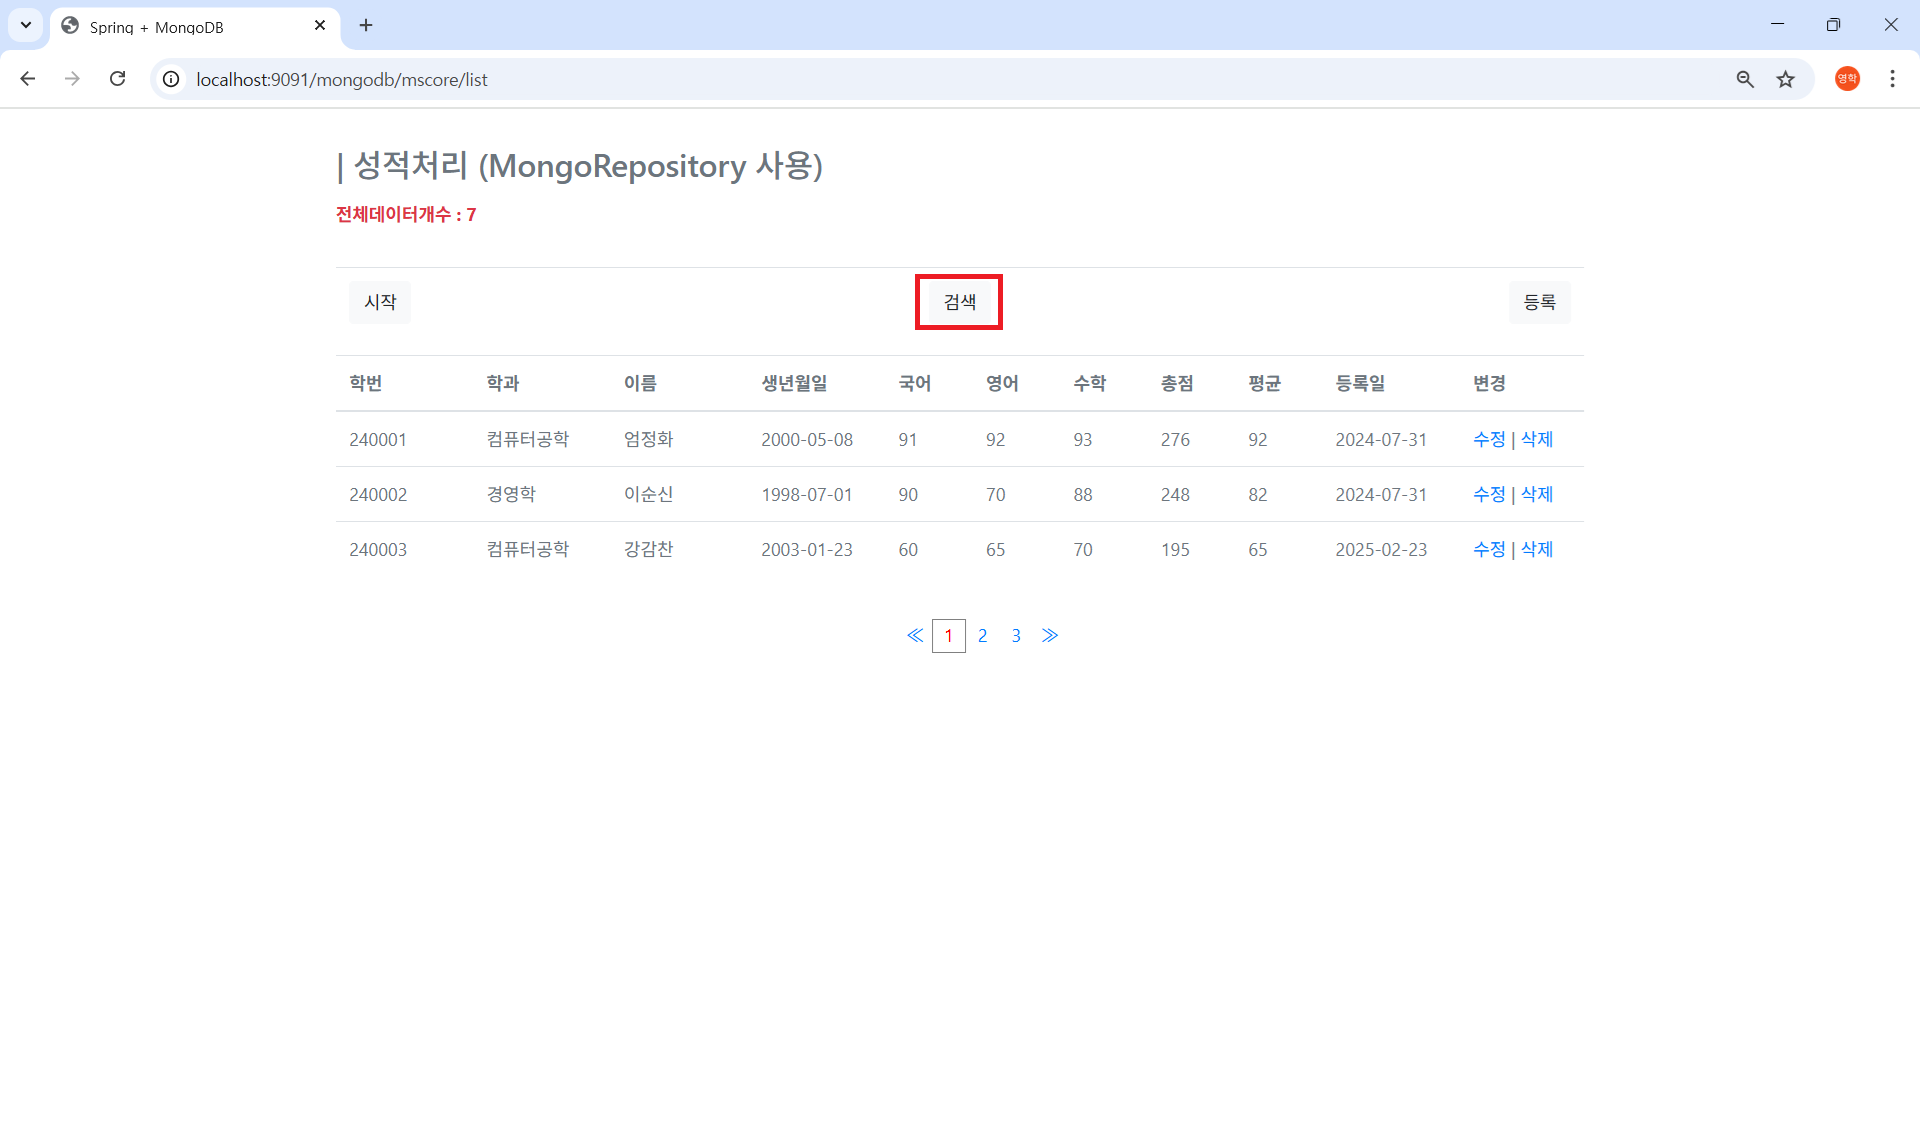 Spring + MongoDB
localhost:9091/mongodb/mscore/list
영학
| 성적처리 (MongoRepository 사용)
전체데이터개수 : 7
시작 검색 등록
학번 학과 이름 생년월일 국어 영어 수학 총점 평균 등록일 변경
240001 컴퓨터공학 엄정화 2000-05-08 91 92 93 276 92 2024-07-31 수정 | 삭제
240002 경영학 이순신 1998-07-01 90 70 88 248 82 2024-07-31 수정 | 삭제
240003 컴퓨터공학 강감찬 2003-01-23 60 65 70 195 65 2025-02-23 수정 | 삭제
≪ 1 2 3 ≫